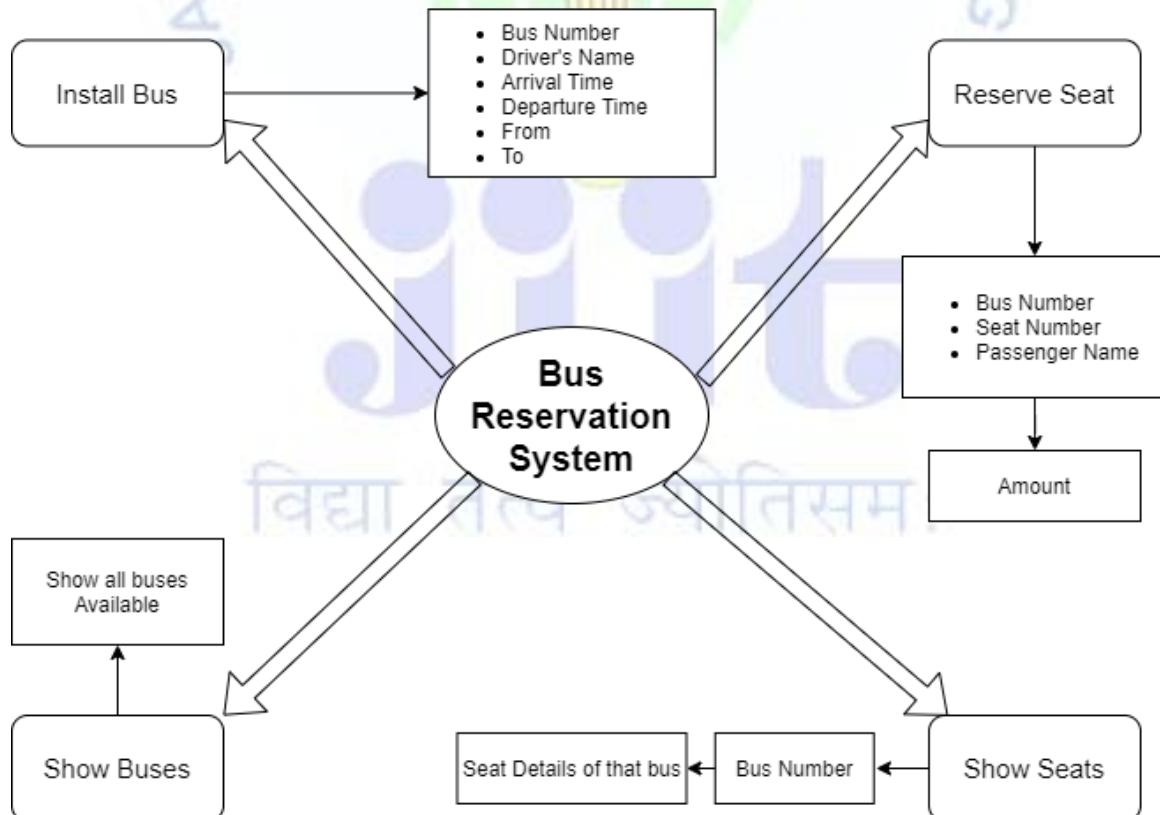 Install Bus
• Bus Number
• Driver's Name
• Arrival Time
• Departure Time
• From
• To
Reserve Seat
• Bus Number
• Seat Number
• Passenger Name
Amount
Bus
Reservation
System
jiit
विद्या तत्व ज्योतिसम
Show all buses
Available
Show Buses
Seat Details of that bus
Bus Number
Show Seats